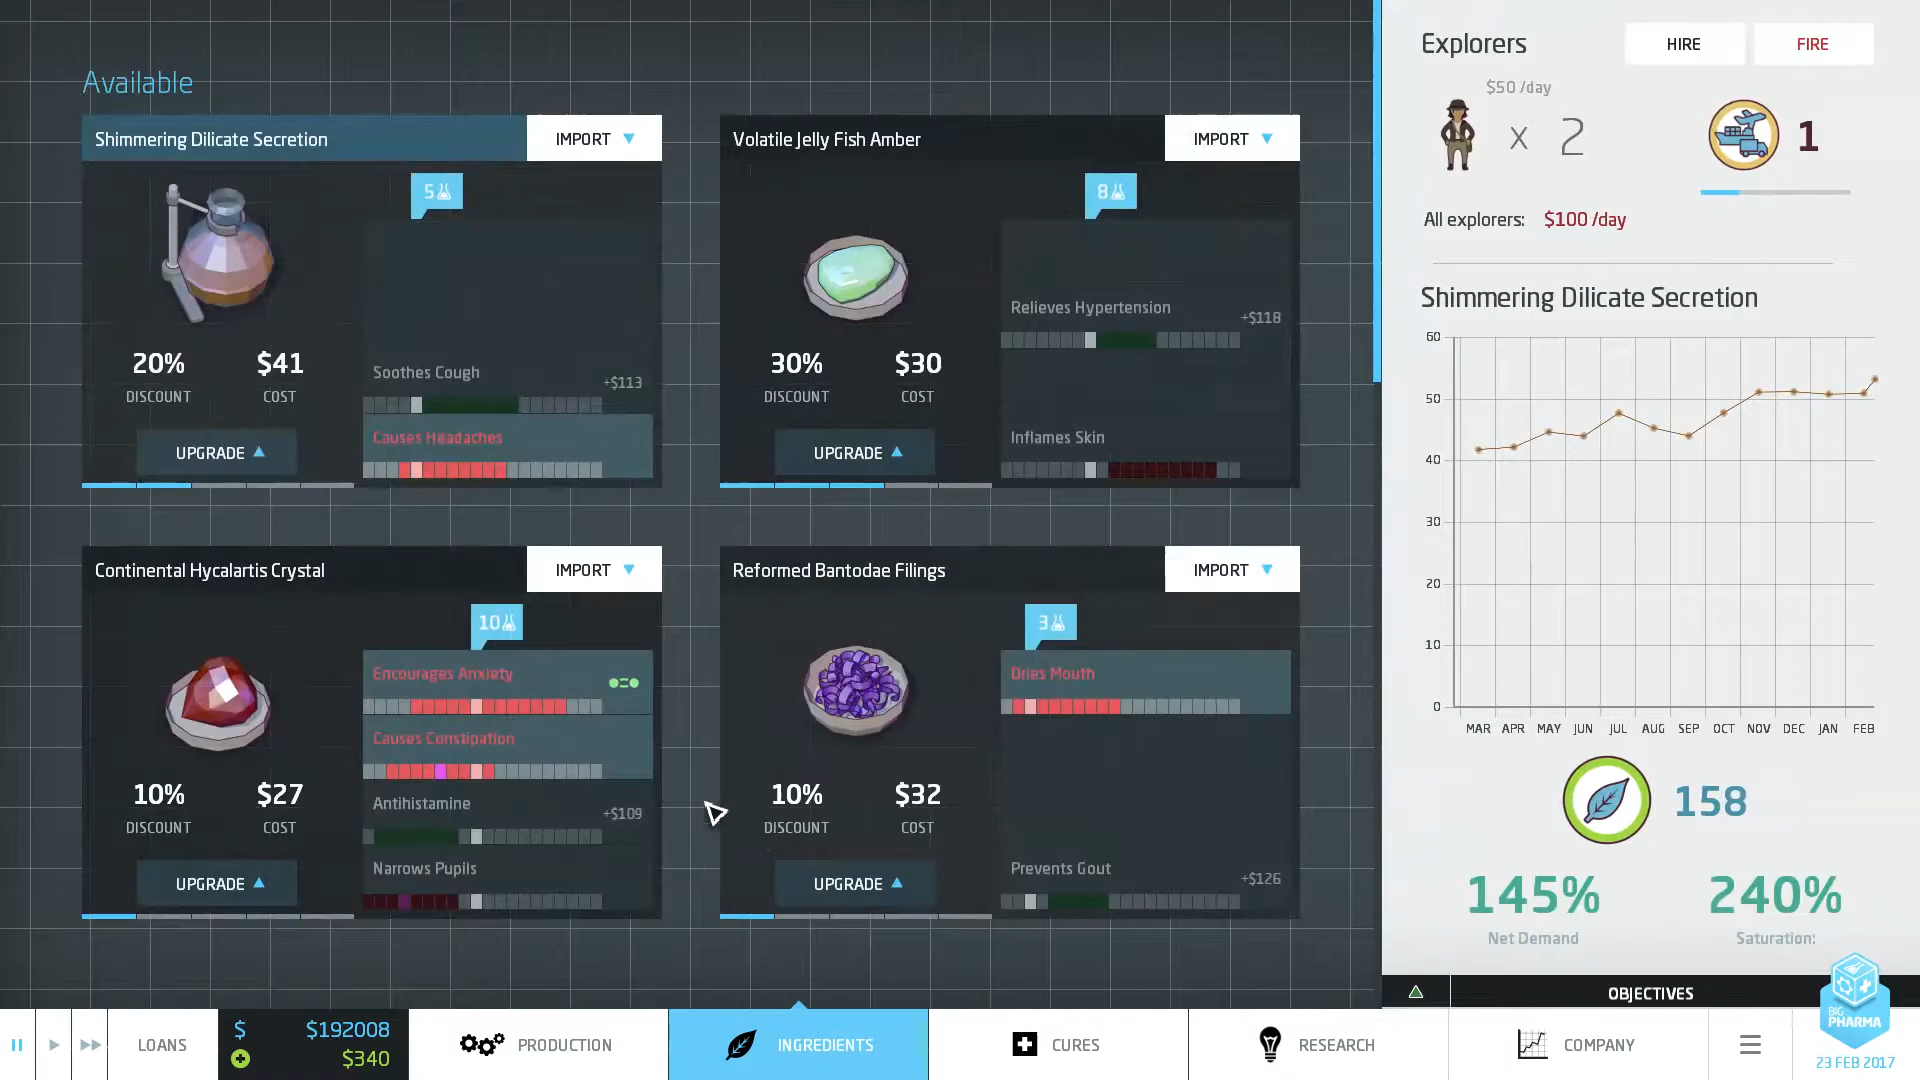 Available
Shimmering Dilicate Secretion
IMPORT
5
20%
DISCOUNT
$41
COST
UPGRADE
Soothes Cough
+$113
Causes Headaches
Volatile Jelly Fish Amber
IMPORT
8
30%
DISCOUNT
$30
COST
UPGRADE
Relieves Hypertension
+$118
Inflames Skin
Continental Hycalartis Crystal
IMPORT
10
10%
DISCOUNT
$27
COST
UPGRADE
Encourages Anxiety
Causes Constipation
Antihistamine
+$109
Narrows Pupils
Reformed Bantodae Filings
IMPORT
3
10%
DISCOUNT
$32
COST
UPGRADE
Dries Mouth
Prevents Gout
+$126
Explorers
HIRE
FIRE
$50 /day
x 2
1
All explorers: $100 /day
Shimmering Dilicate Secretion
60
50
40
30
20
10
0
MAR APR MAY JUN JUL AUG SEP OCT NOV DEC JAN FEB
158
145%
Net Demand
240%
Saturation:
OBJECTIVES
LOANS
$ $192008
$340
PRODUCTION
INGREDIENTS
CURES
RESEARCH
COMPANY
BIG
PHARMA
23 FEB 2017